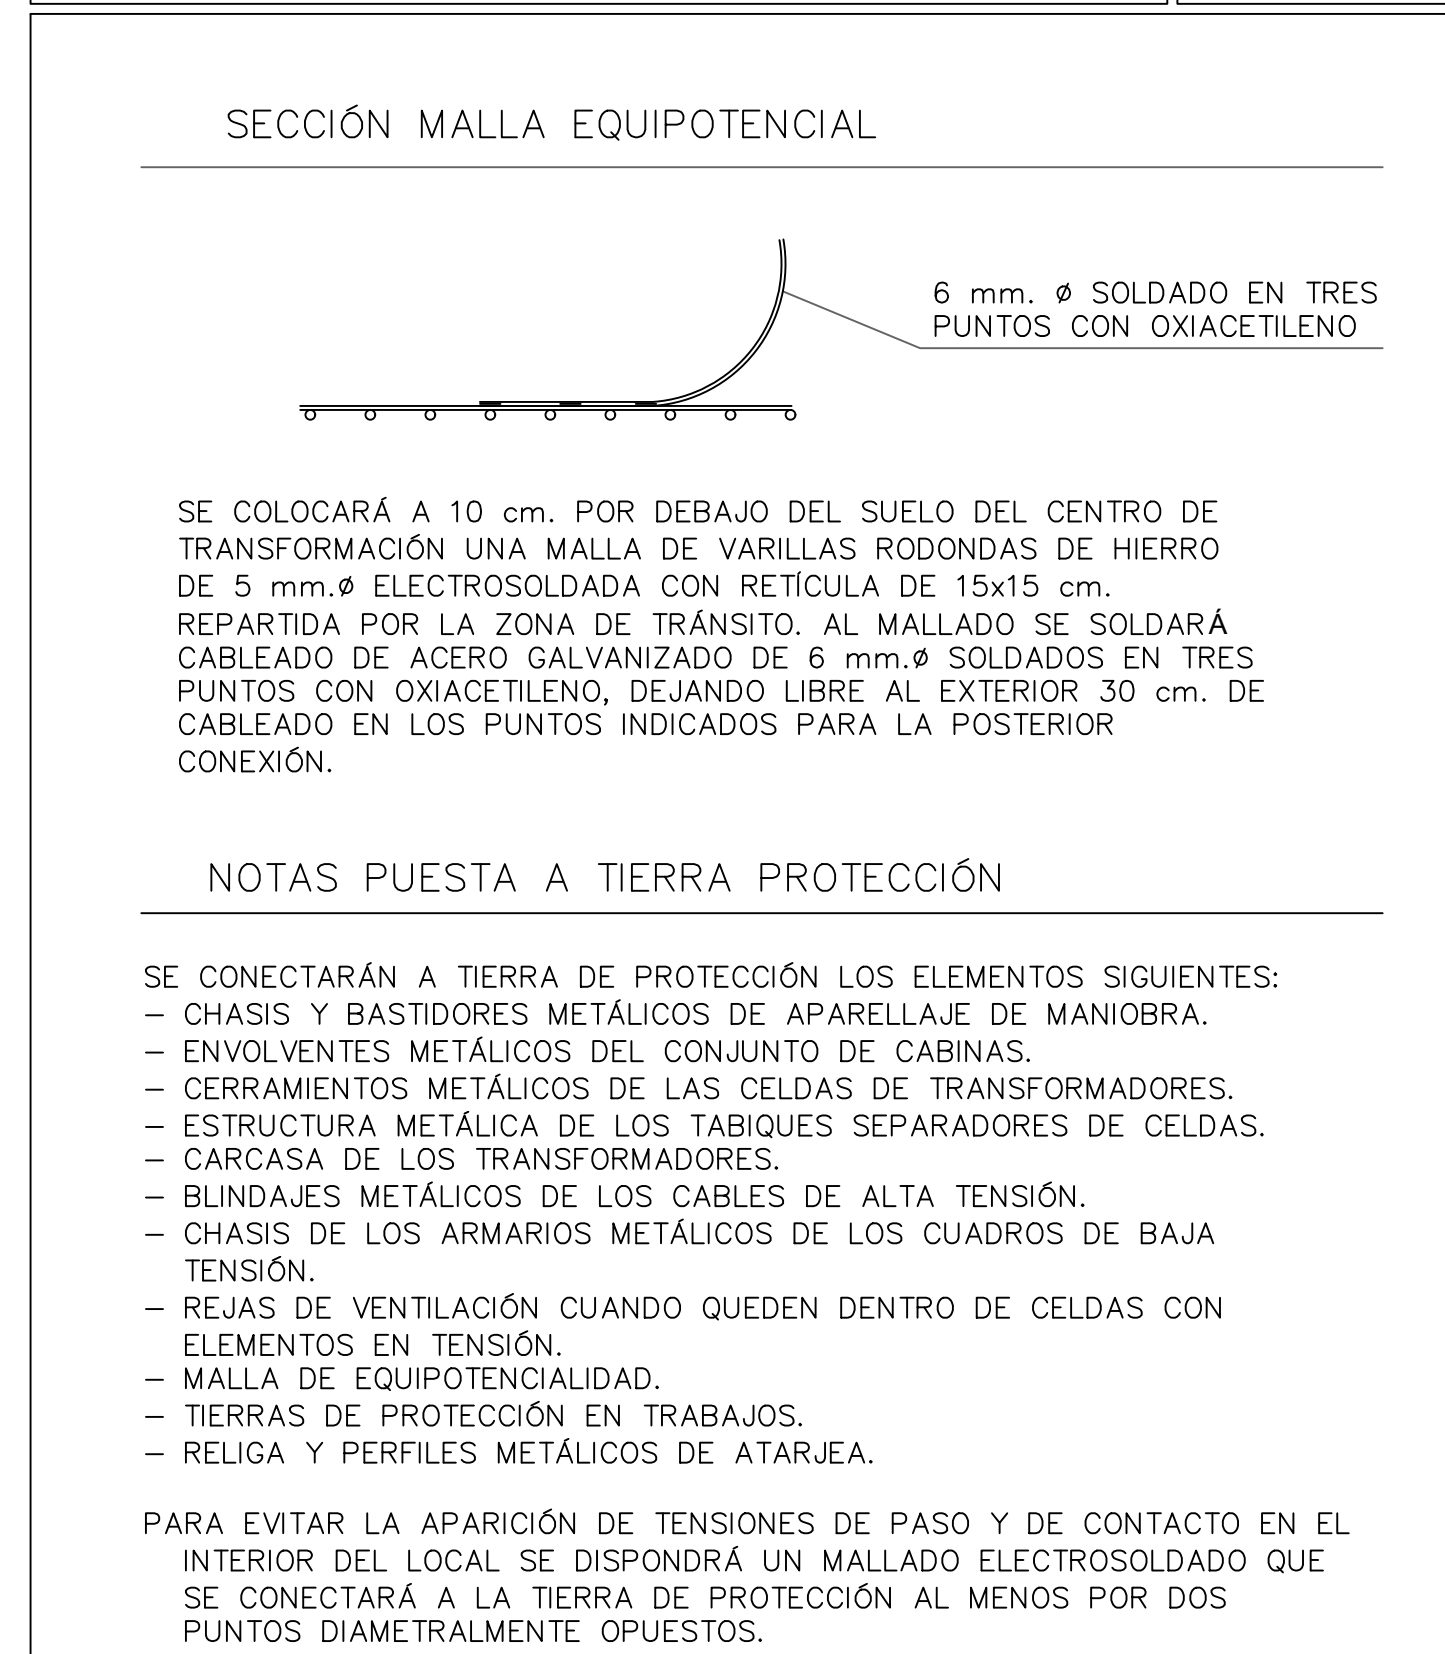 SECCIÓN MALLA EQUIPOTENCIAL
6 mm. ø SOLDADO EN TRES
PUNTOS CON OXIACETILENO
SE COLOCARÁ A 10 cm. POR DEBAJO DEL SUELO DEL CENTRO DE
TRANSFORMACIÓN UNA MALLA DE VARILLAS RODONDAS DE HIERRO
DE 5 mm.ø ELECTROSOLDADA CON RETÍCULA DE 15x15 cm.
REPARTIDA POR LA ZONA DE TRÁNSITO. AL MALLADO SE SOLDARÁ
CABLEADO DE ACERO GALVANIZADO DE 6 mm.ø SOLDADOS EN TRES
PUNTOS CON OXIACETILENO, DEJANDO LIBRE AL EXTERIOR 30 cm. DE
CABLEADO EN LOS PUNTOS INDICADOS PARA LA POSTERIOR
CONEXIÓN.
NOTAS PUESTA A TIERRA PROTECCIÓN
SE CONECTARÁN A TIERRA DE PROTECCIÓN LOS ELEMENTOS SIGUIENTES:
– CHASIS Y BASTIDORES METÁLICOS DE APARELLAJE DE MANIOBRA.
– ENVOLVENTES METÁLICOS DEL CONJUNTO DE CABINAS.
– CERRAMIENTOS METÁLICOS DE LAS CELDAS DE TRANSFORMADORES.
– ESTRUCTURA METÁLICA DE LOS TABIQUES SEPARADORES DE CELDAS.
– CARCASA DE LOS TRANSFORMADORES.
– BLINDAJES METÁLICOS DE LOS CABLES DE ALTA TENSIÓN.
– CHASIS DE LOS ARMARIOS METÁLICOS DE LOS CUADROS DE BAJA
TENSIÓN.
– REJAS DE VENTILACIÓN CUANDO QUEDEN DENTRO DE CELDAS CON
ELEMENTOS EN TENSIÓN.
– MALLA DE EQUIPOTENCIALIDAD.
– TIERRAS DE PROTECCIÓN EN TRABAJOS.
– RELIGA Y PERFILES METÁLICOS DE ATARJEA.
PARA EVITAR LA APARICIÓN DE TENSIONES DE PASO Y DE CONTACTO EN EL
INTERIOR DEL LOCAL SE DISPONDRÁ UN MALLADO ELECTROSOLDADO QUE
SE CONECTARÁ A LA TIERRA DE PROTECCIÓN AL MENOS POR DOS
PUNTOS DIAMETRALMENTE OPUESTOS.